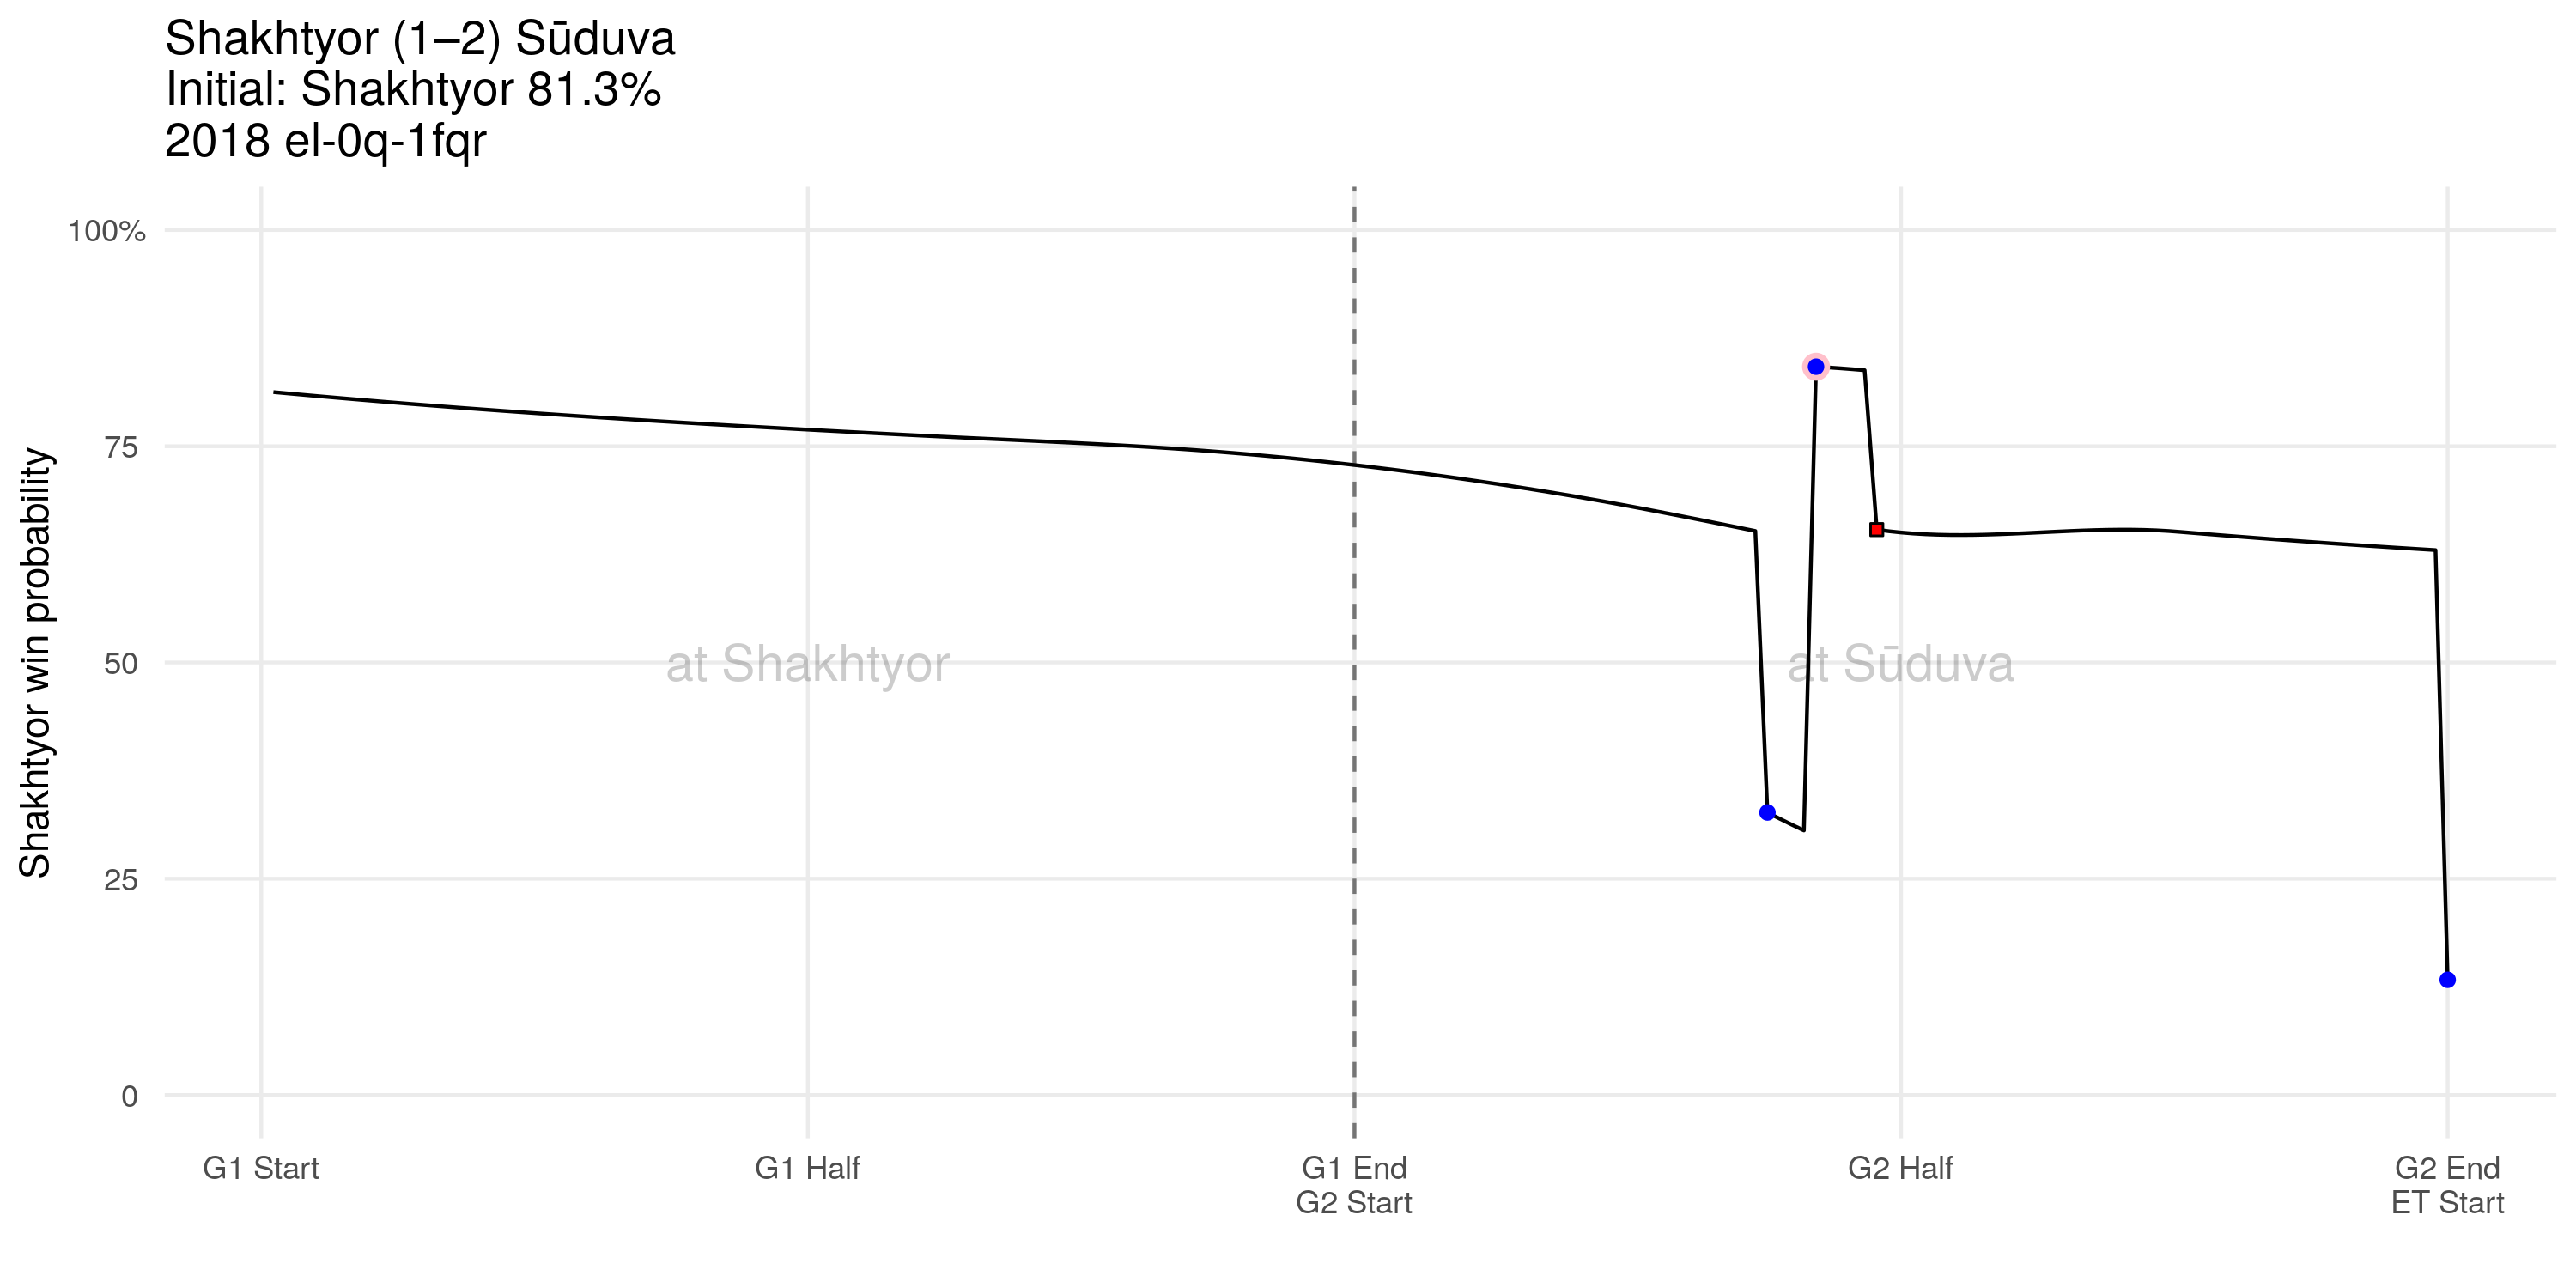 Shakhtyor (1–2) Sūduva
Initial: Shakhtyor 81.3%
2018 el-0q-1fqr
Shakhtyor win probability
100%
75
50
25
0
at Shakhtyor
at Sūduva
G1 Start
G1 Half
G1 End
G2 Start
G2 Half
G2 End
ET Start